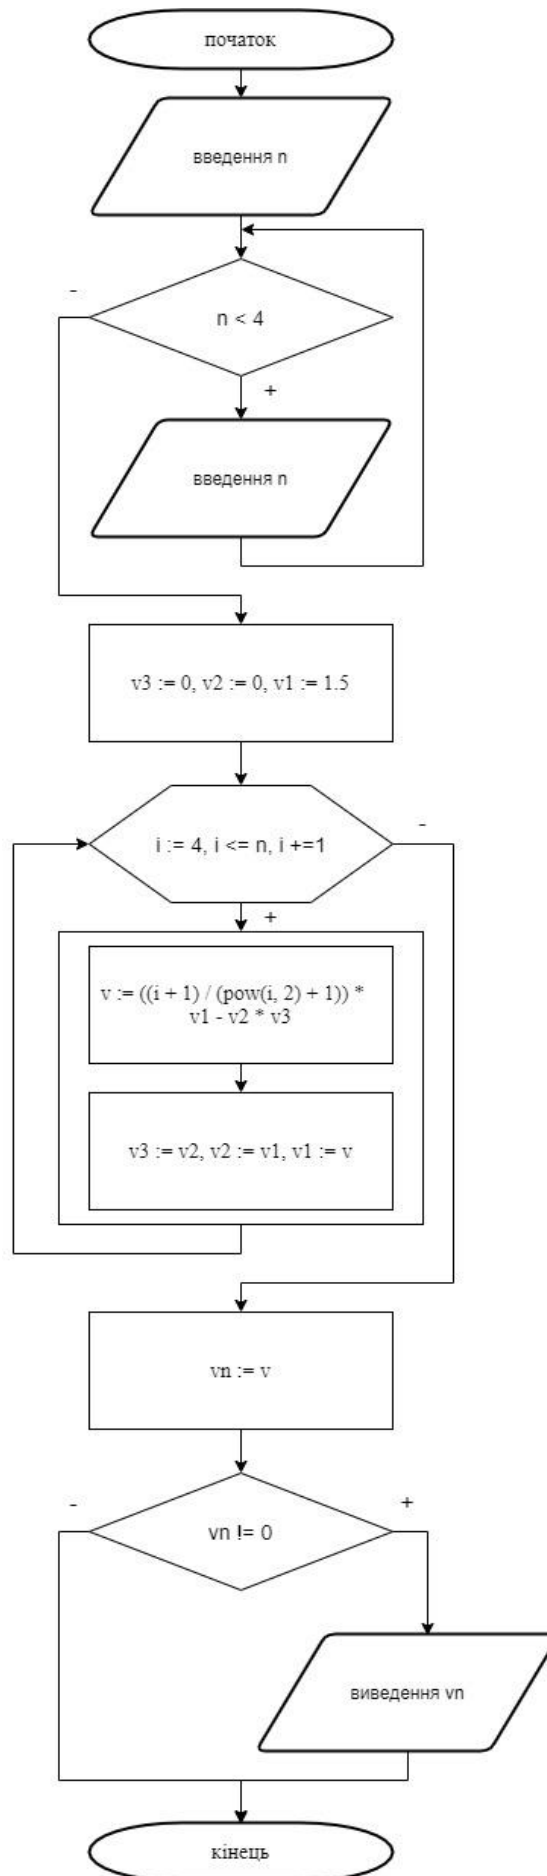 початок
введення n
n < 4
-
+
введення n
v3 := 0, v2 := 0, v1 := 1.5
i := 4, i <= n, i +=1
-
+
v := ((i + 1) / (pow(i, 2) + 1)) *
v1 - v2 * v3
v3 := v2, v2 := v1, v1 := v
vn := v
-
vn != 0
+
виведення vn
кінець